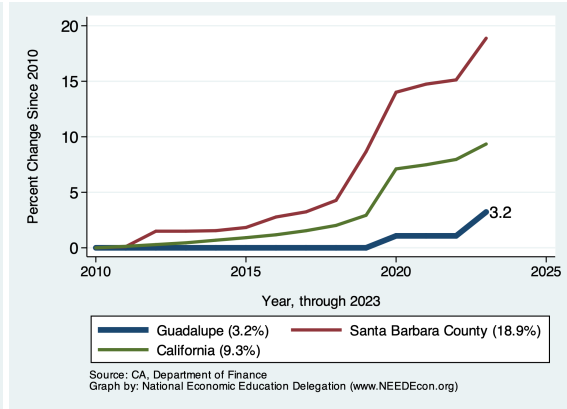 Percent Change Since 2010
20
15
10
5
0
3.2
2010 2015 2020 2025
Year, through 2023
Guadalupe (3.2%) Santa Barbara County (18.9%)
California (9.3%)
Source: CA, Department of Finance
Graph by: National Economic Education Delegation (www.NEEDEcon.org)